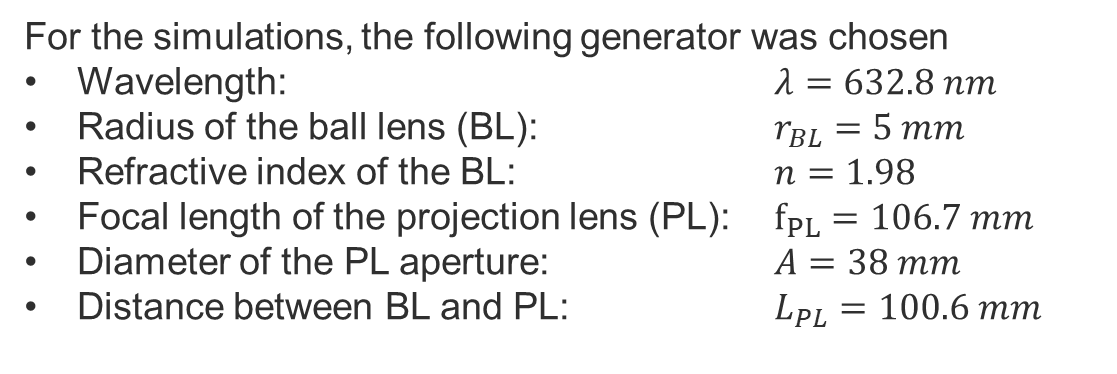 For the simulations, the following generator was chosen
• Wavelength: λ = 632.8 nm
• Radius of the ball lens (BL): r_BL = 5 mm
• Refractive index of the BL: n = 1.98
• Focal length of the projection lens (PL): f_PL = 106.7 mm
• Diameter of the PL aperture: A = 38 mm
• Distance between BL and PL: L_PL = 100.6 mm